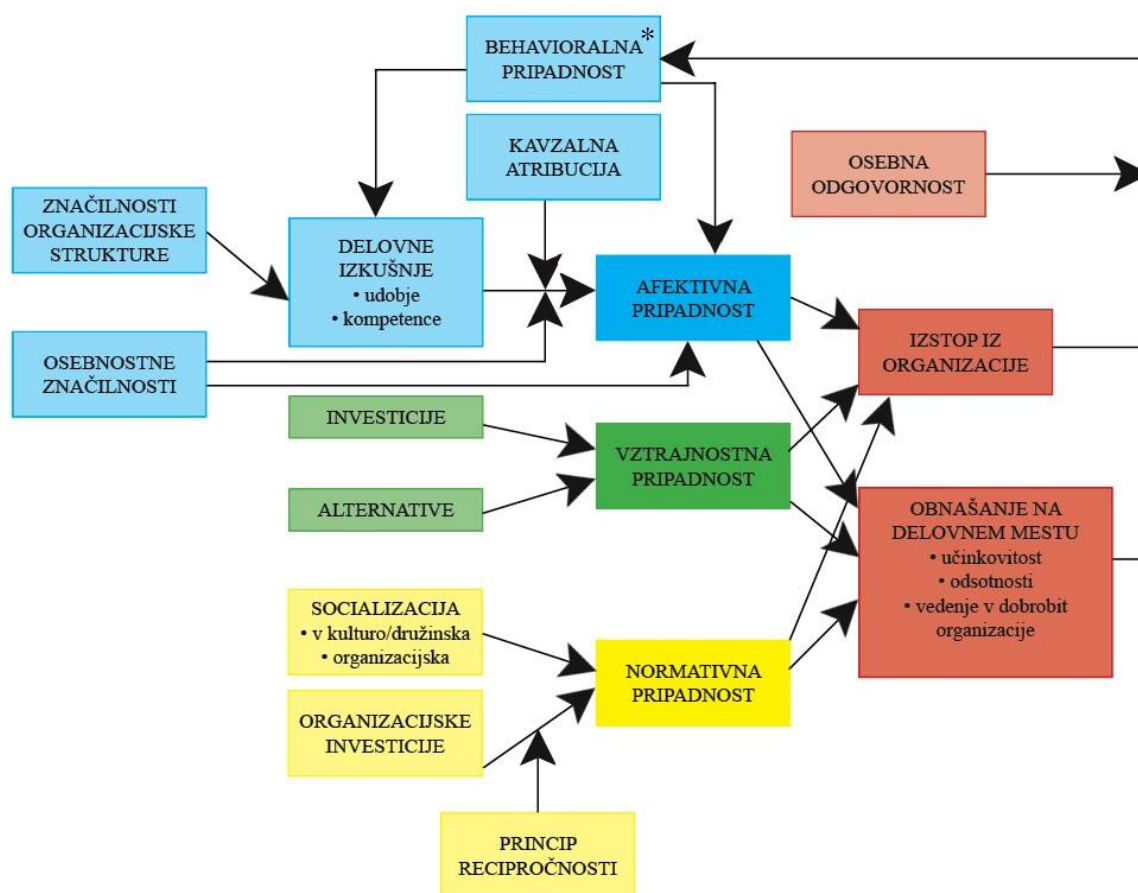 BEHAVIORALNA*
PRIPADNOST
KAVZALNA
ATRIBUCIJA
OSEBNA
ODGOVORNOST
ZNAČILNOSTI
ORGANIZACIJSKE
STRUKTURE
DELOVNE
IZKUŠNJE
• udobje
• kompetence
AFEKTIVNA
PRIPADNOST
IZSTOP IZ
ORGANIZACIJE
OSEBNOSTNE
ZNAČILNOSTI
INVESTICIJE
VZTRAJNOSTNA
PRIPADNOST
ALTERNATIVE
OBNAŠANJE NA
DELOVNEM MESTU
• učinkovitost
• odsotnosti
• vedenje v dobrobit
organizacije
SOCIALIZACIJA
• v kulturo/družinska
• organizacijska
NORMATIVNA
PRIPADNOST
ORGANIZACIJSKE
INVESTICIJE
PRINCIP
RECIPROČNOSTI